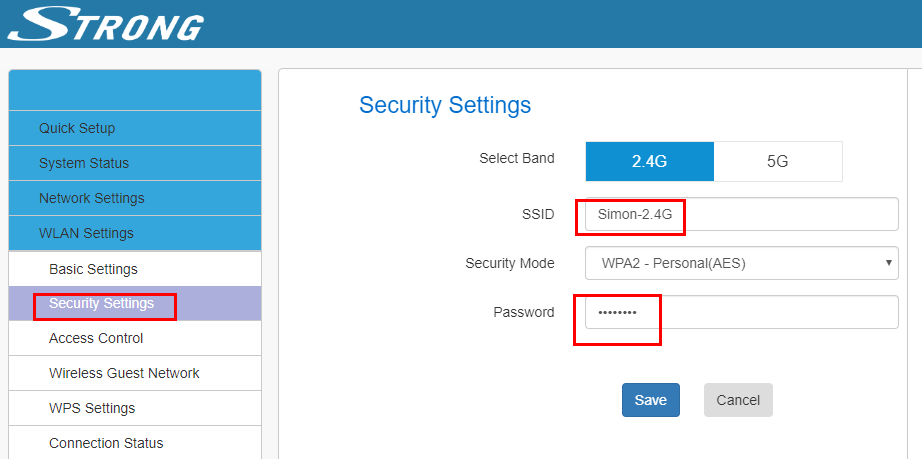 STRONG
Quick Setup
System Status
Network Settings
WLAN Settings
Basic Settings
Security Settings
Access Control
Wireless Guest Network
WPS Settings
Connection Status
Security Settings
Select Band 2.4G 5G
SSID Simon-2.4G
Security Mode WPA2 - Personal(AES)
Password ••••••••
Save Cancel